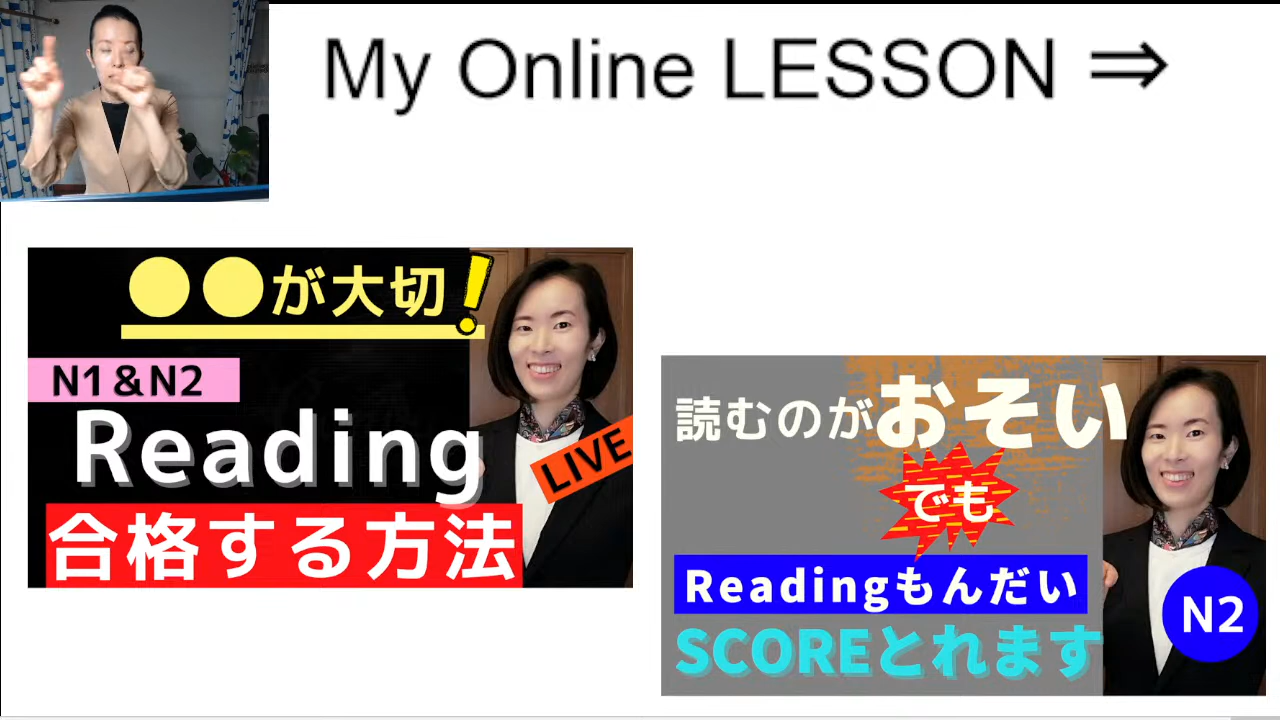 My Online LESSON ⇒
●●が大切!
N1&N2
Reading
LIVE
合格する方法
読むのがおそい
でも
Readingもんだい
N2
SCOREとれます